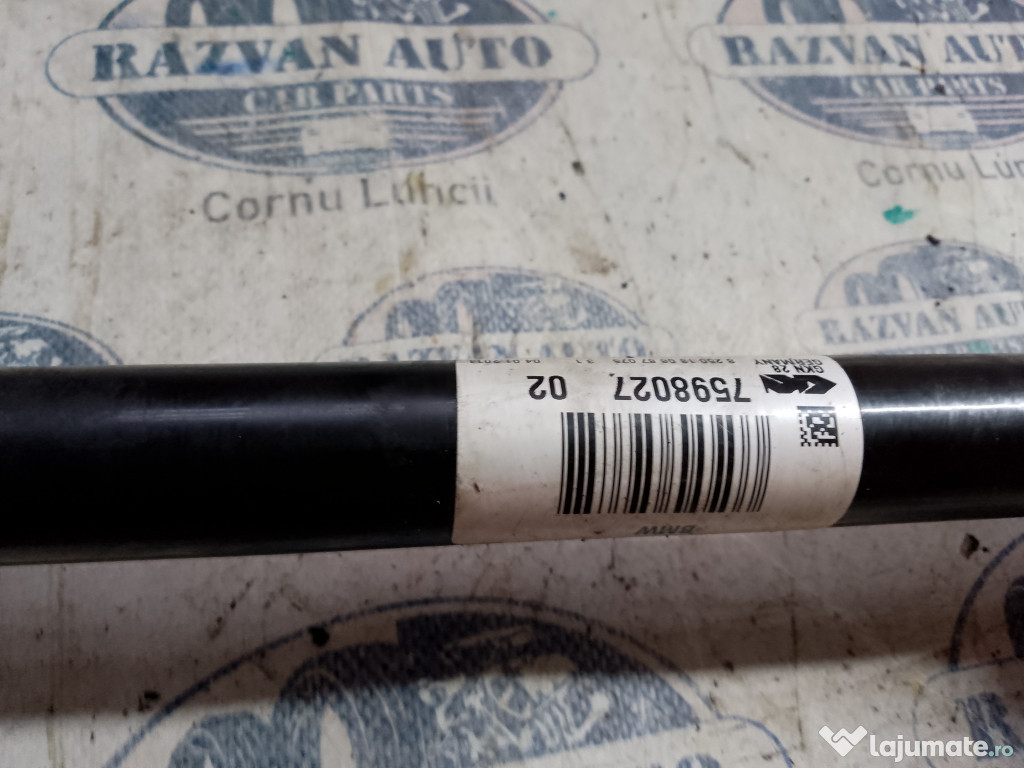 RAZVAN AUTO
CAR PARTS
Cornu Luncii
RAZVAN AUTO
CAR PARTS
Cornu
RAZVAN AUTO
GKN 28
GERMANY
7598027 02
BMW
lajumate.ro